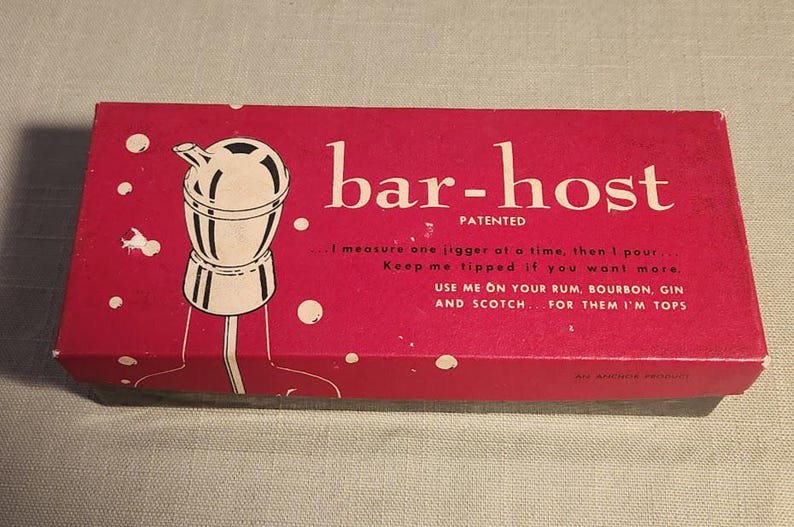 bar-host
PATENTED
...I measure one jigger at a time, then I pour...
Keep me tipped if you want more.
USE ME ON YOUR RUM, BOURBON, GIN
AND SCOTCH...FOR THEM I'M TOPS
AN ANCHOR PRODUCT